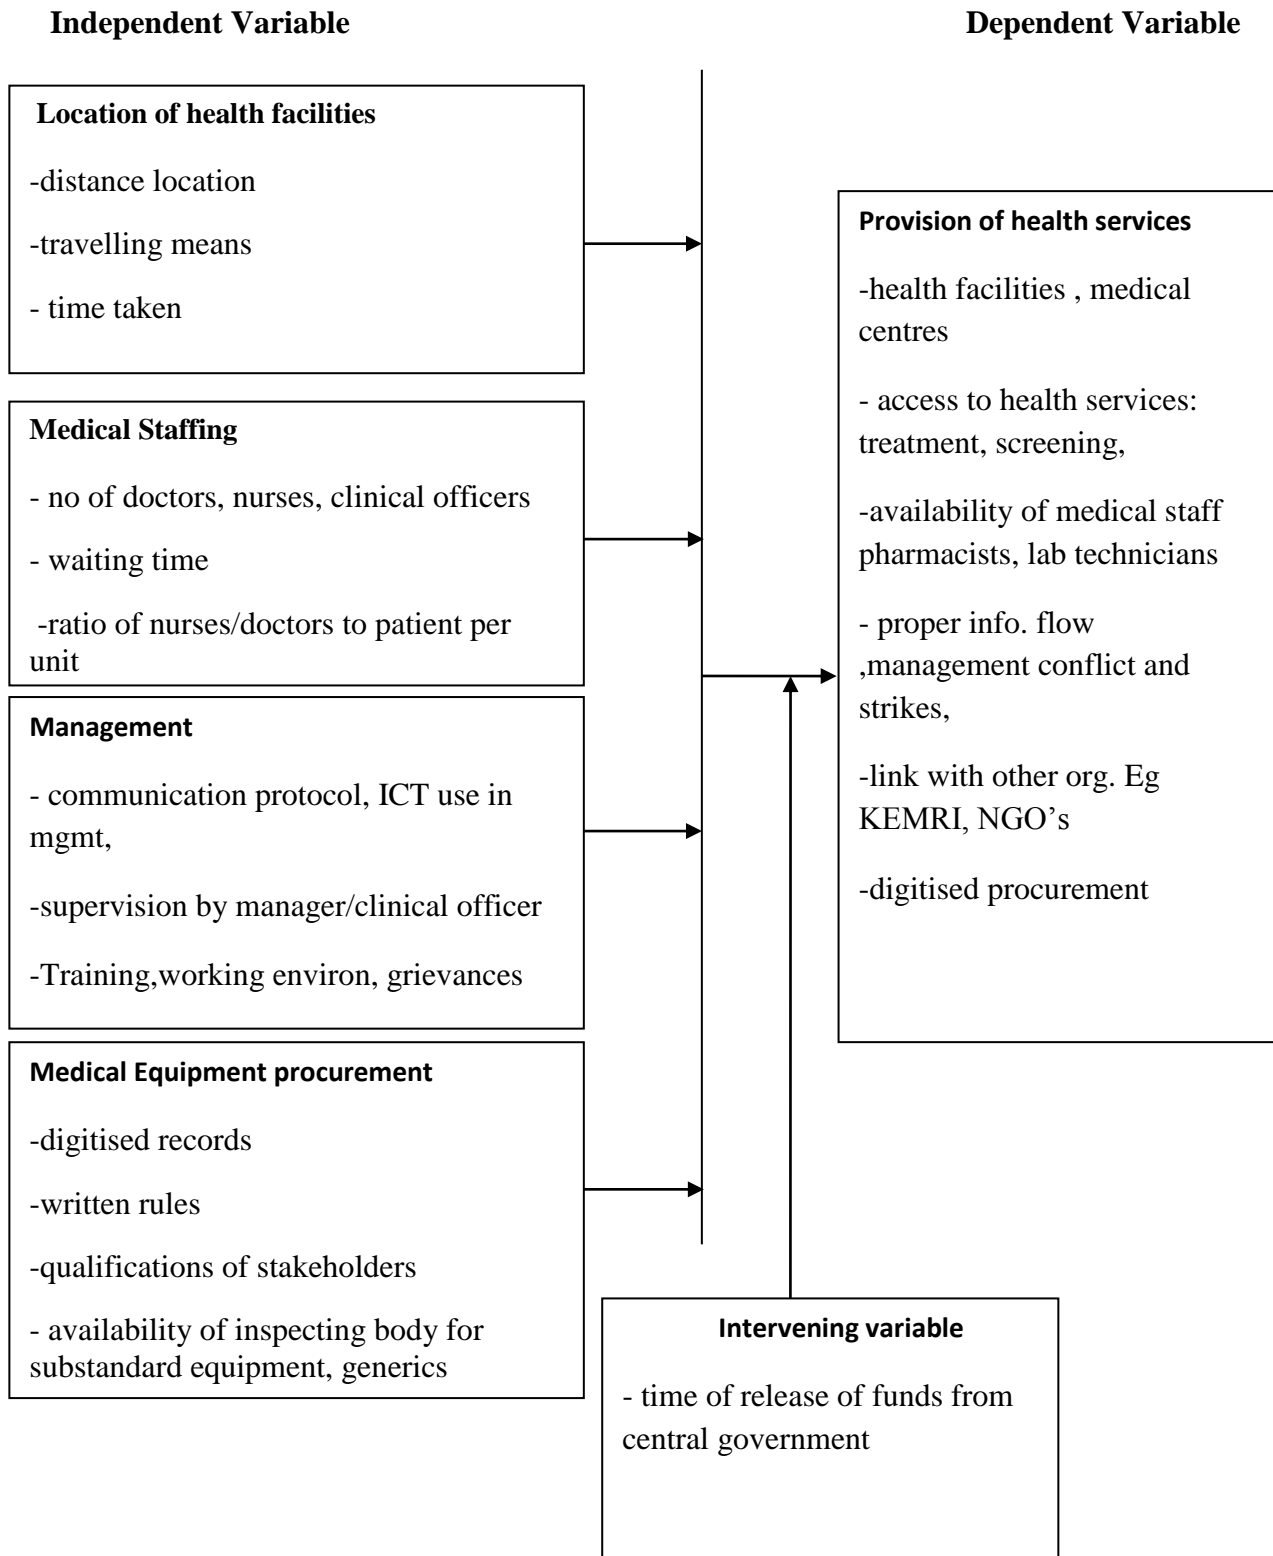 Independent Variable
Dependent Variable
Location of health facilities
-distance location
-travelling means
- time taken
Medical Staffing
- no of doctors, nurses, clinical officers
- waiting time
-ratio of nurses/doctors to patient per
unit
Management
- communication protocol, ICT use in
mgmt,
-supervision by manager/clinical officer
-Training,working environ, grievances
Medical Equipment procurement
-digitised records
-written rules
-qualifications of stakeholders
- availability of inspecting body for
substandard equipment, generics
Provision of health services
-health facilities , medical
centres
- access to health services:
treatment, screening,
-availability of medical staff
pharmacists, lab technicians
- proper info. flow
,management conflict and
strikes,
-link with other org. Eg
KEMRI, NGO’s
-digitised procurement
Intervening variable
- time of release of funds from
central government